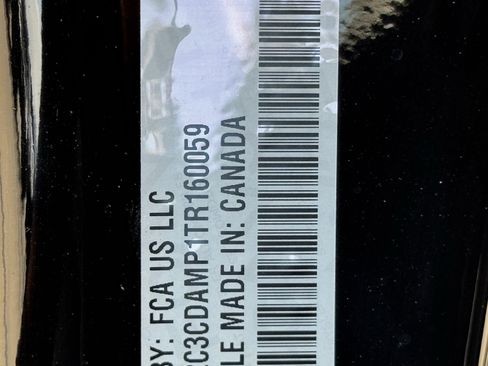 BY: FCA US LLC
C3CDAMP1TR160059
LE MADE IN: CANADA